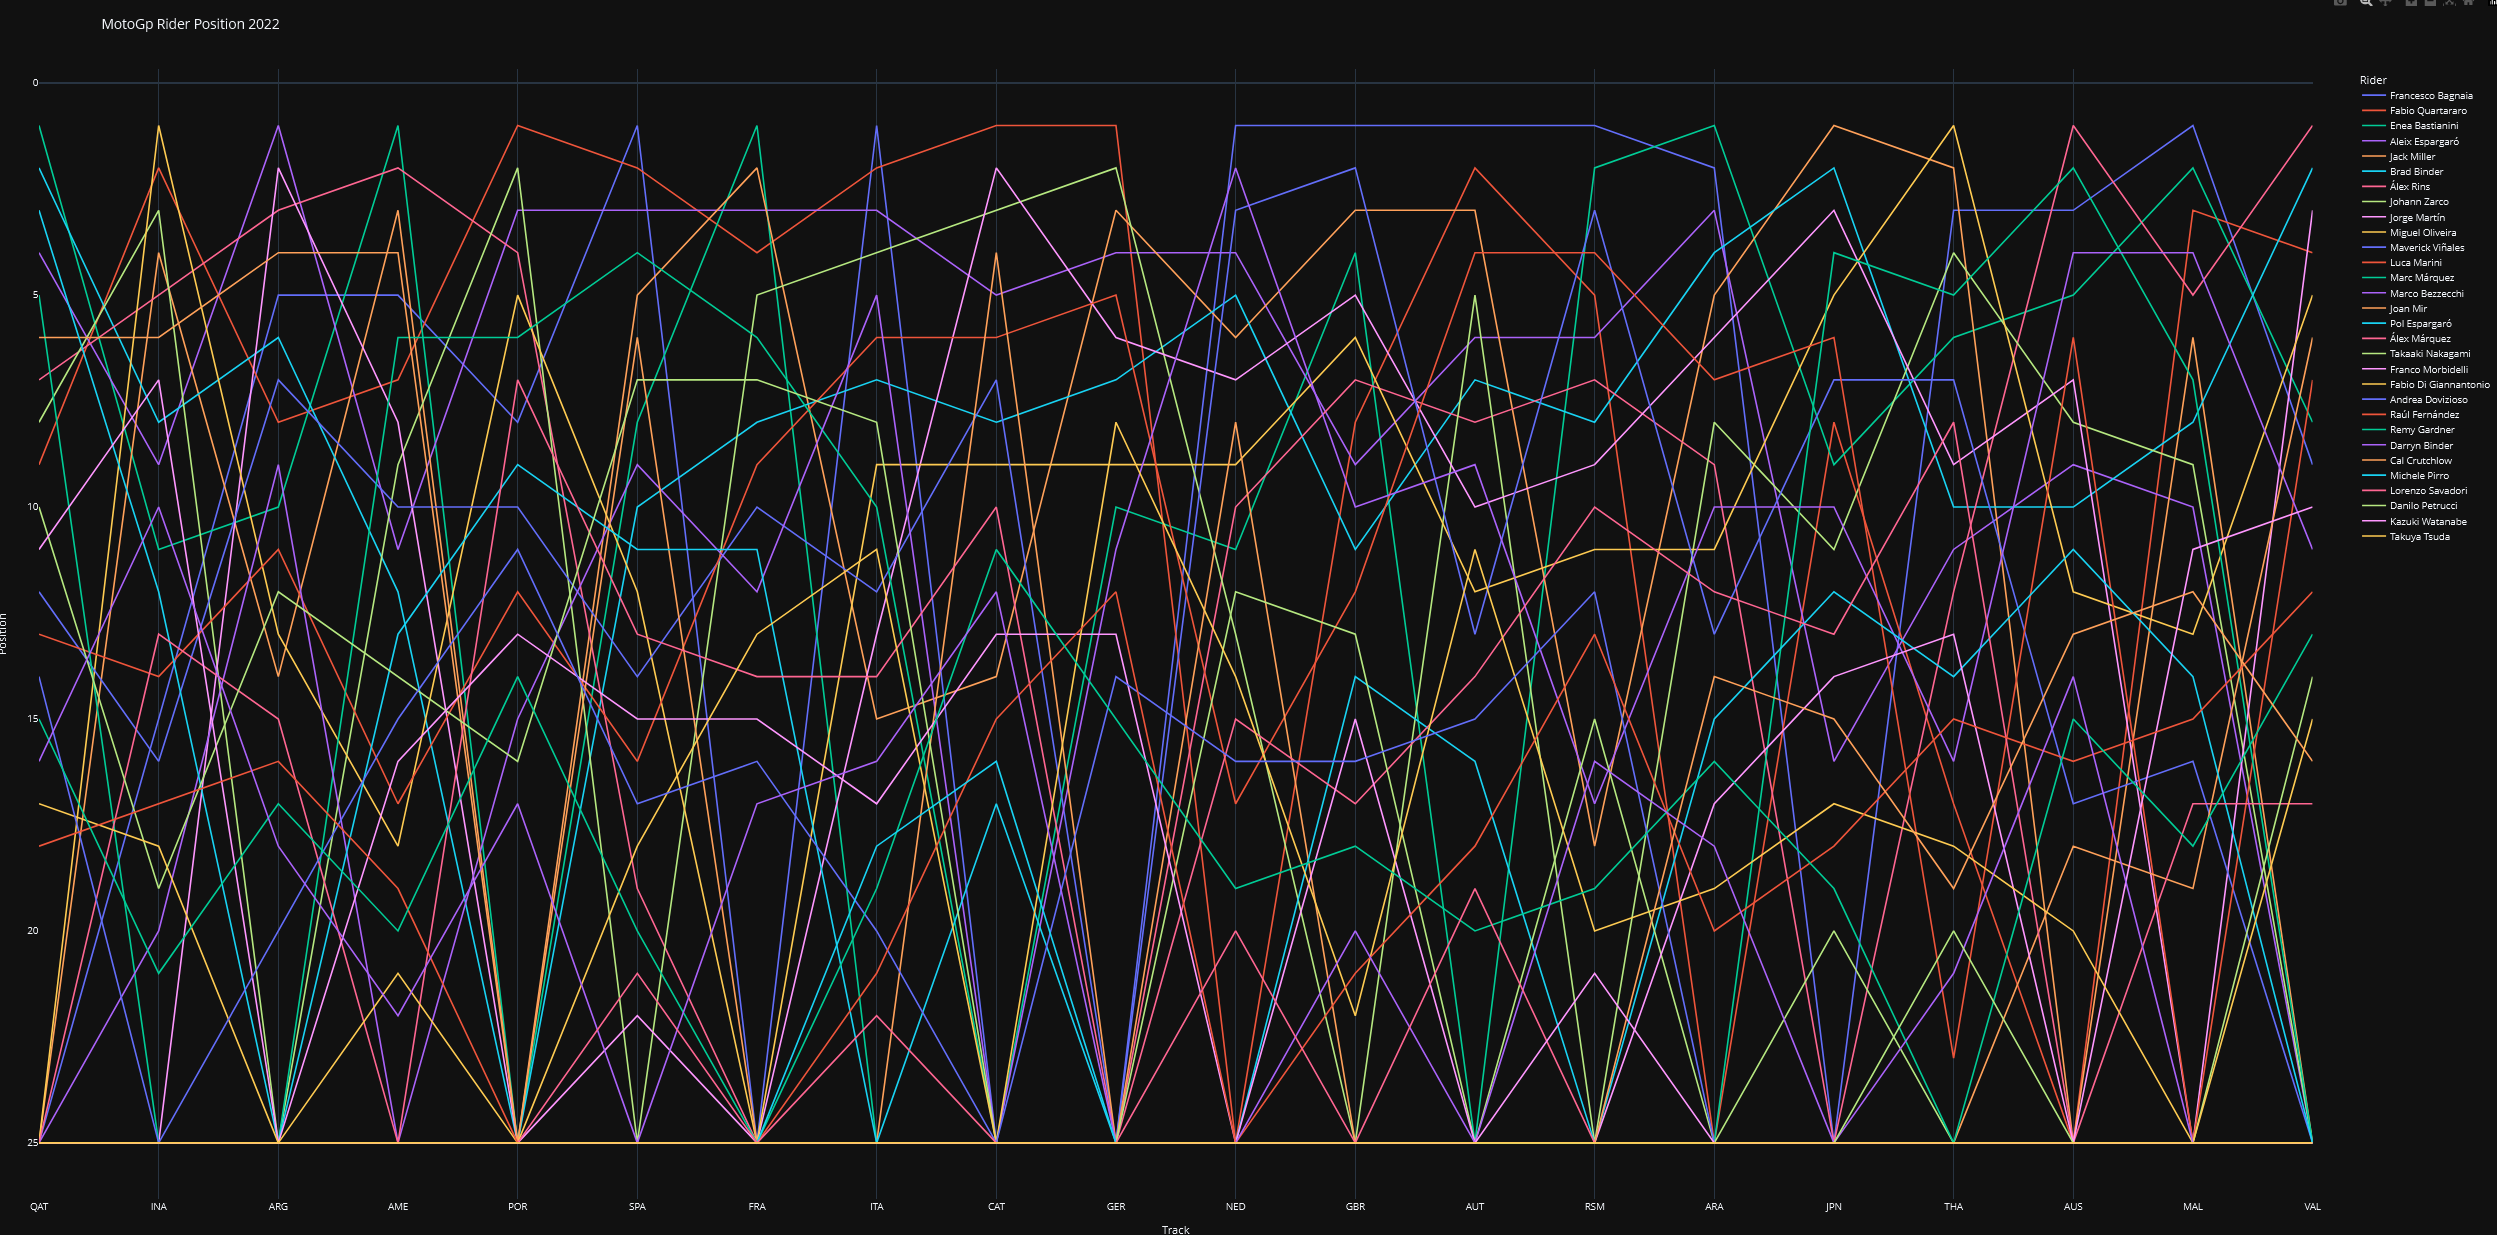 MotoGp Rider Position 2022
Rider
Francesco Bagnaia
Fabio Quartararo
Enea Bastianini
Aleix Espargaró
Jack Miller
Brad Binder
Álex Rins
Johann Zarco
Jorge Martín
Miguel Oliveira
Maverick Viñales
Luca Marini
Marc Márquez
Marco Bezzecchi
Joan Mir
Pol Espargaró
Álex Márquez
Takaaki Nakagami
Franco Morbidelli
Fabio Di Giannantonio
Andrea Dovizioso
Raúl Fernández
Remy Gardner
Darryn Binder
Cal Crutchlow
Michele Pirro
Lorenzo Savadori
Danilo Petrucci
Kazuki Watanabe
Takuya Tsuda
0
5
10
15
20
25
Position
QAT INA ARG AME POR SPA FRA ITA CAT GER NED GBR AUT RSM ARA JPN THA AUS MAL VAL
Track